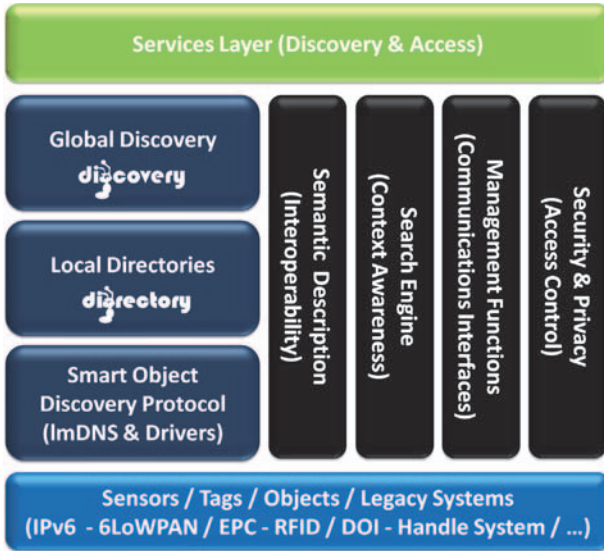 Services Layer (Discovery & Access)
Global Discovery
digcovery
Local Directories
digrectory
Smart Object
Discovery Protocol
(lmDNS & Drivers)
Semantic Description
(Interoperability)
Search Engine
(Context Awareness)
Management Functions
(Communications Interfaces)
Security & Privacy
(Access Control)
Sensors / Tags / Objects / Legacy Systems
(IPv6 - 6LoWPAN / EPC - RFID / DOI - Handle System / ...)